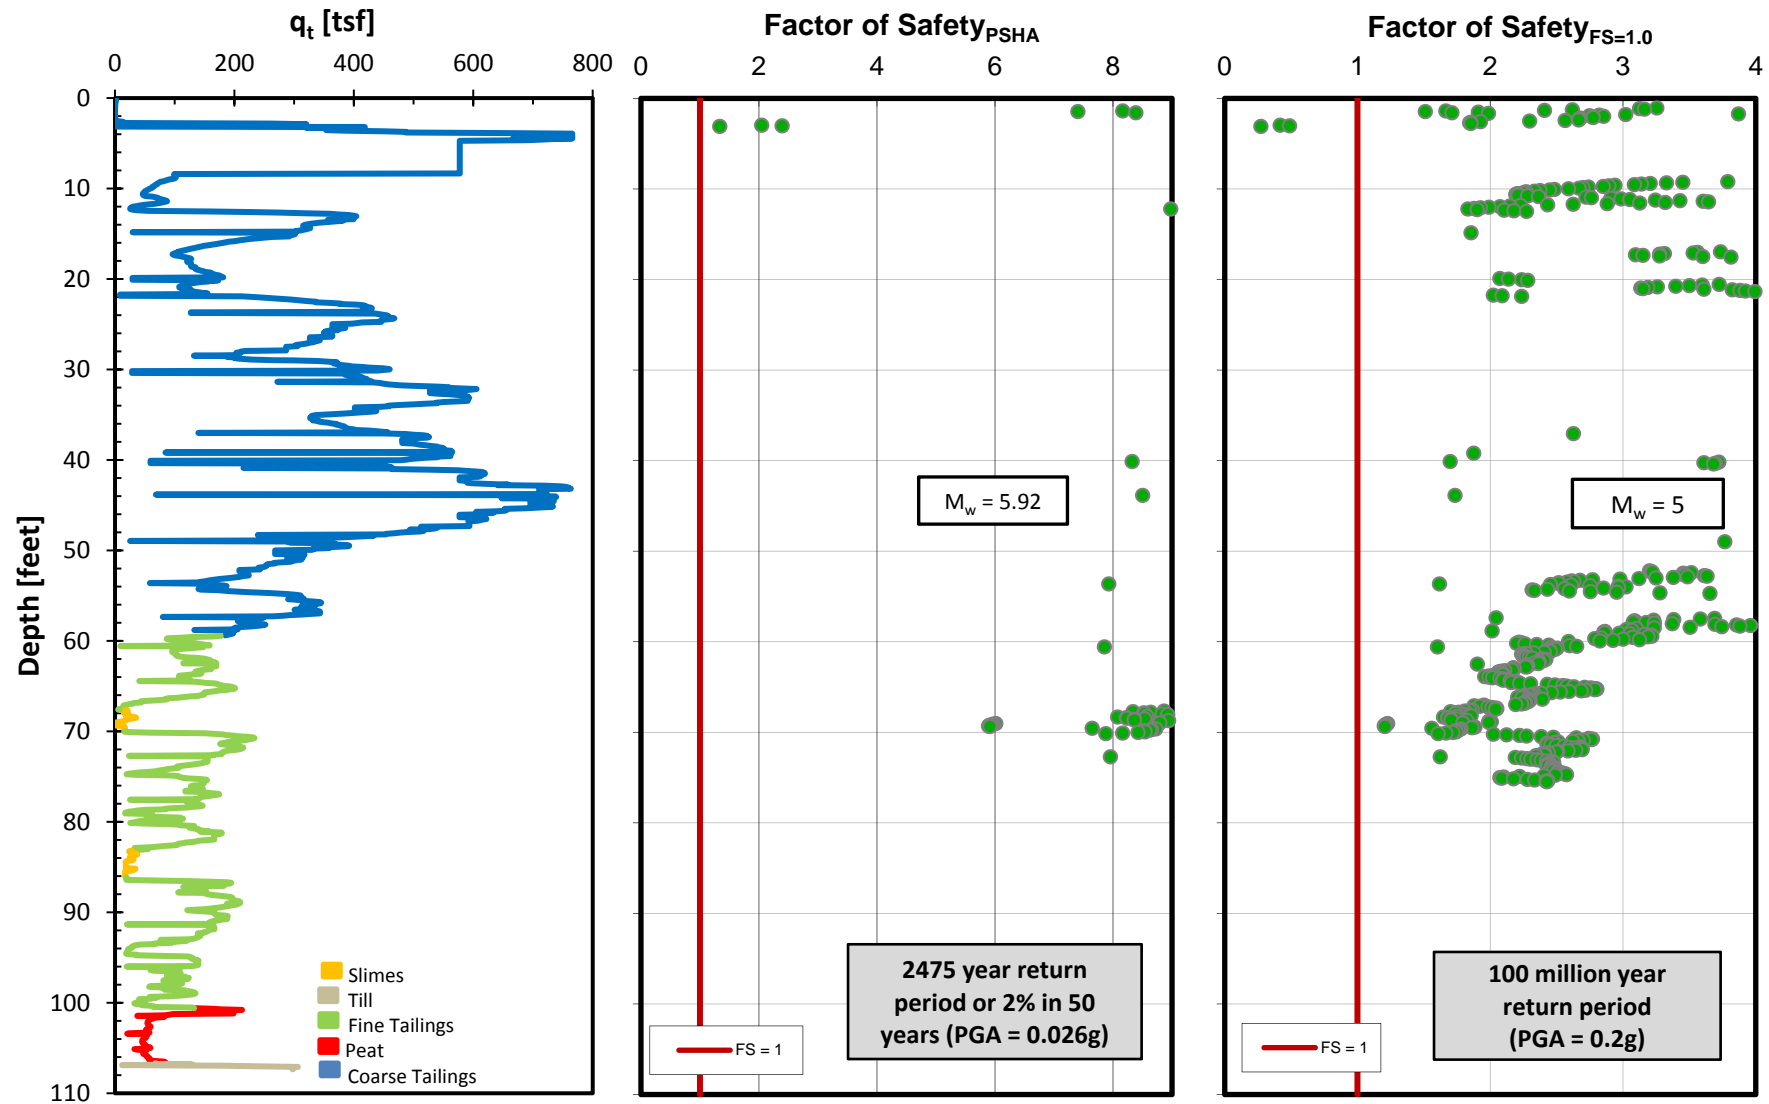 qt [tsf]
0 200 400 600 800
Depth [feet]
0
10
20
30
40
50
60
70
80
90
100
110
Slimes
Till
Fine Tailings
Peat
Coarse Tailings
Factor of SafetyPSHA
0 2 4 6 8
Mw = 5.92
2475 year return
period or 2% in 50
years (PGA = 0.026g)
FS = 1
Factor of SafetyFS=1.0
0 1 2 3 4
Mw = 5
100 million year
return period
(PGA = 0.2g)
FS = 1